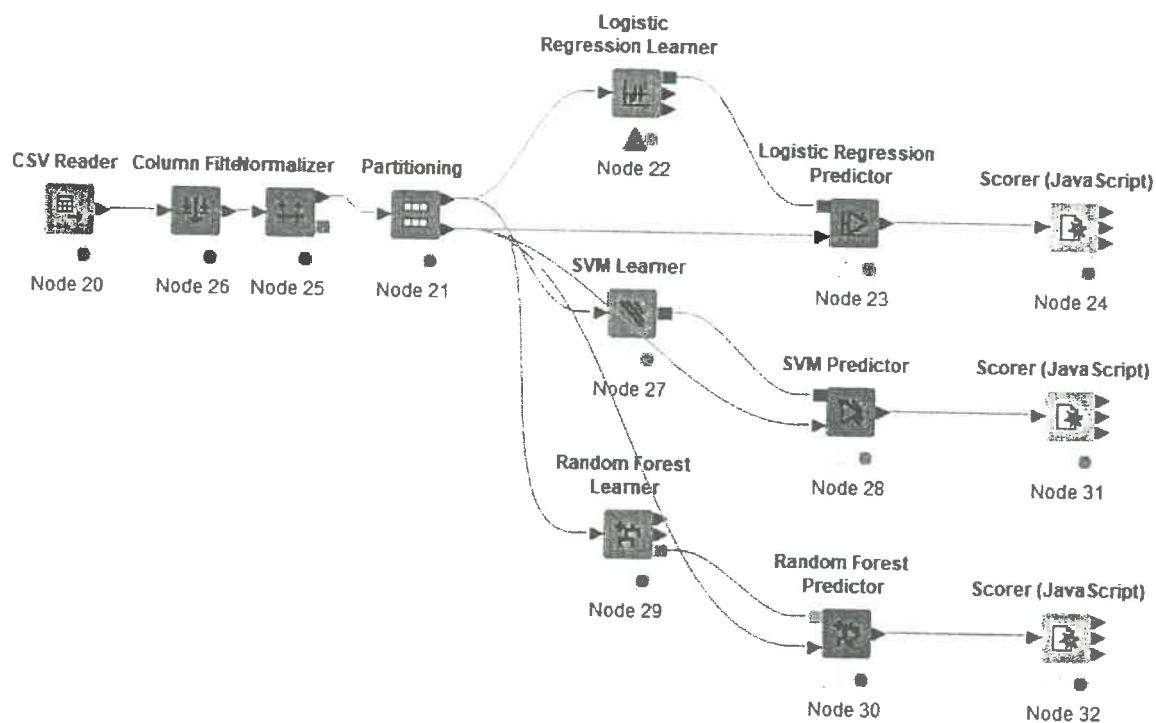 Logistic
Regression Learner
Node 22
CSV Reader
Node 20
Column Filter
Node 26
Normalizer
Node 25
Partitioning
Node 21
Logistic Regression
Predictor
Node 23
Scorer (JavaScript)
Node 24
SVM Learner
Node 27
SVM Predictor
Node 28
Scorer (JavaScript)
Node 31
Random Forest
Learner
Node 29
Random Forest
Predictor
Node 30
Scorer (JavaScript)
Node 32